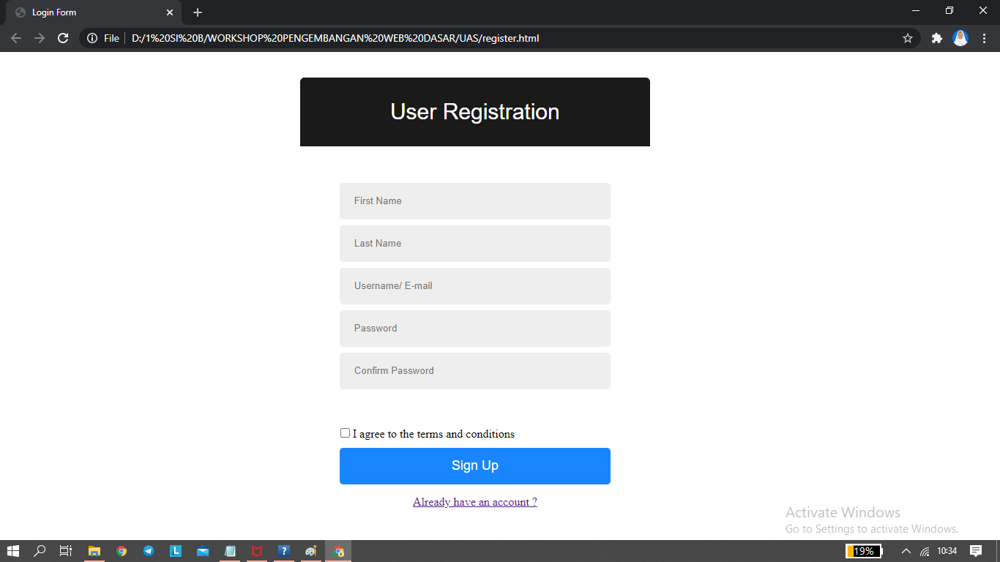 Login Form
File
D:/1%20SI%20B/WORKSHOP%20PENGEMBANGAN%20WEB%20DASAR/UAS/register.html
User Registration
First Name
Last Name
Username/ E-mail
Password
Confirm Password
I agree to the terms and conditions
Sign Up
Already have an account ?
Activate Windows
Go to Settings to activate Windows.
L
?
19%
10:34